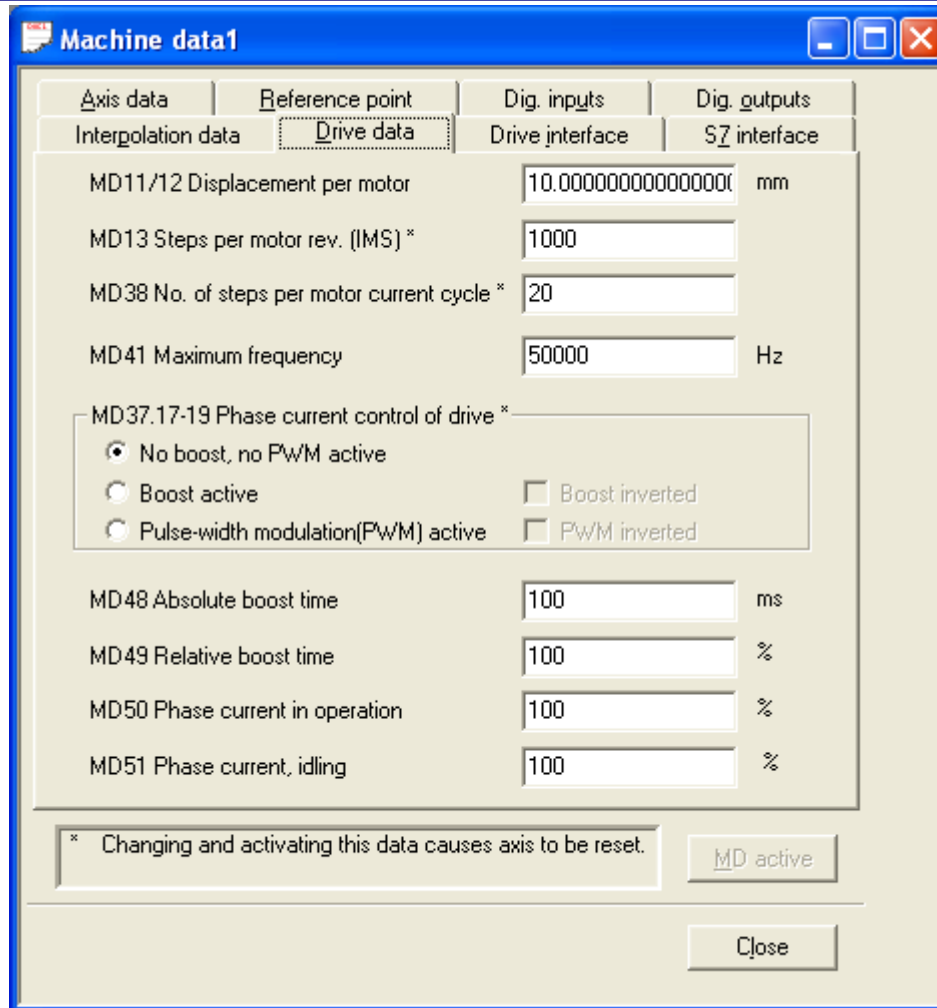 Machine data1
Axis data Reference point Dig. inputs Dig. outputs
Interpolation data Drive data Drive interface S7 interface
MD11/12 Displacement per motor 10.00000000000000( mm
MD13 Steps per motor rev. (IMS) * 1000
MD38 No. of steps per motor current cycle * 20
MD41 Maximum frequency 50000 Hz
MD37.17-19 Phase current control of drive *
No boost, no PWM active
Boost active Boost inverted
Pulse-width modulation(PWM) active PWM inverted
MD48 Absolute boost time 100 ms
MD49 Relative boost time 100 %
MD50 Phase current in operation 100 %
MD51 Phase current, idling 100 %
* Changing and activating this data causes axis to be reset. MD active
Close